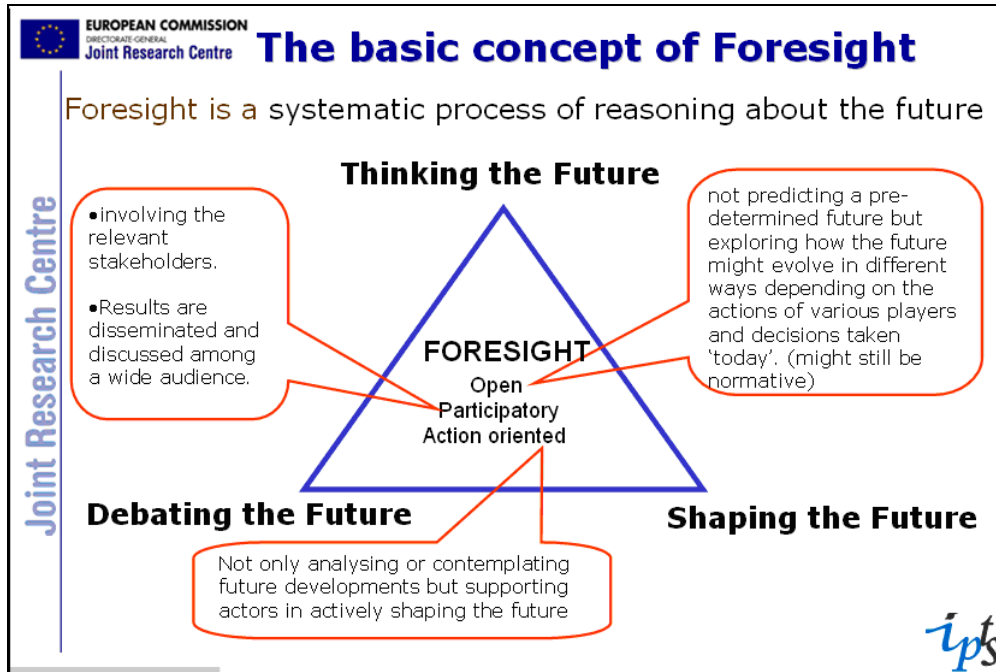 EUROPEAN COMMISSION
DIRECTORATE-GENERAL
Joint Research Centre
The basic concept of Foresight
Foresight is a systematic process of reasoning about the future
Joint Research Centre
Thinking the Future
•involving the
relevant
stakeholders.
•Results are
disseminated and
discussed among
a wide audience.
not predicting a pre-
determined future but
exploring how the future
might evolve in different
ways depending on the
actions of various players
and decisions taken
'today'. (might still be
normative)
FORESIGHT
Open
Participatory
Action oriented
Debating the Future
Shaping the Future
Not only analysing or contemplating
future developments but supporting
actors in actively shaping the future
ipts